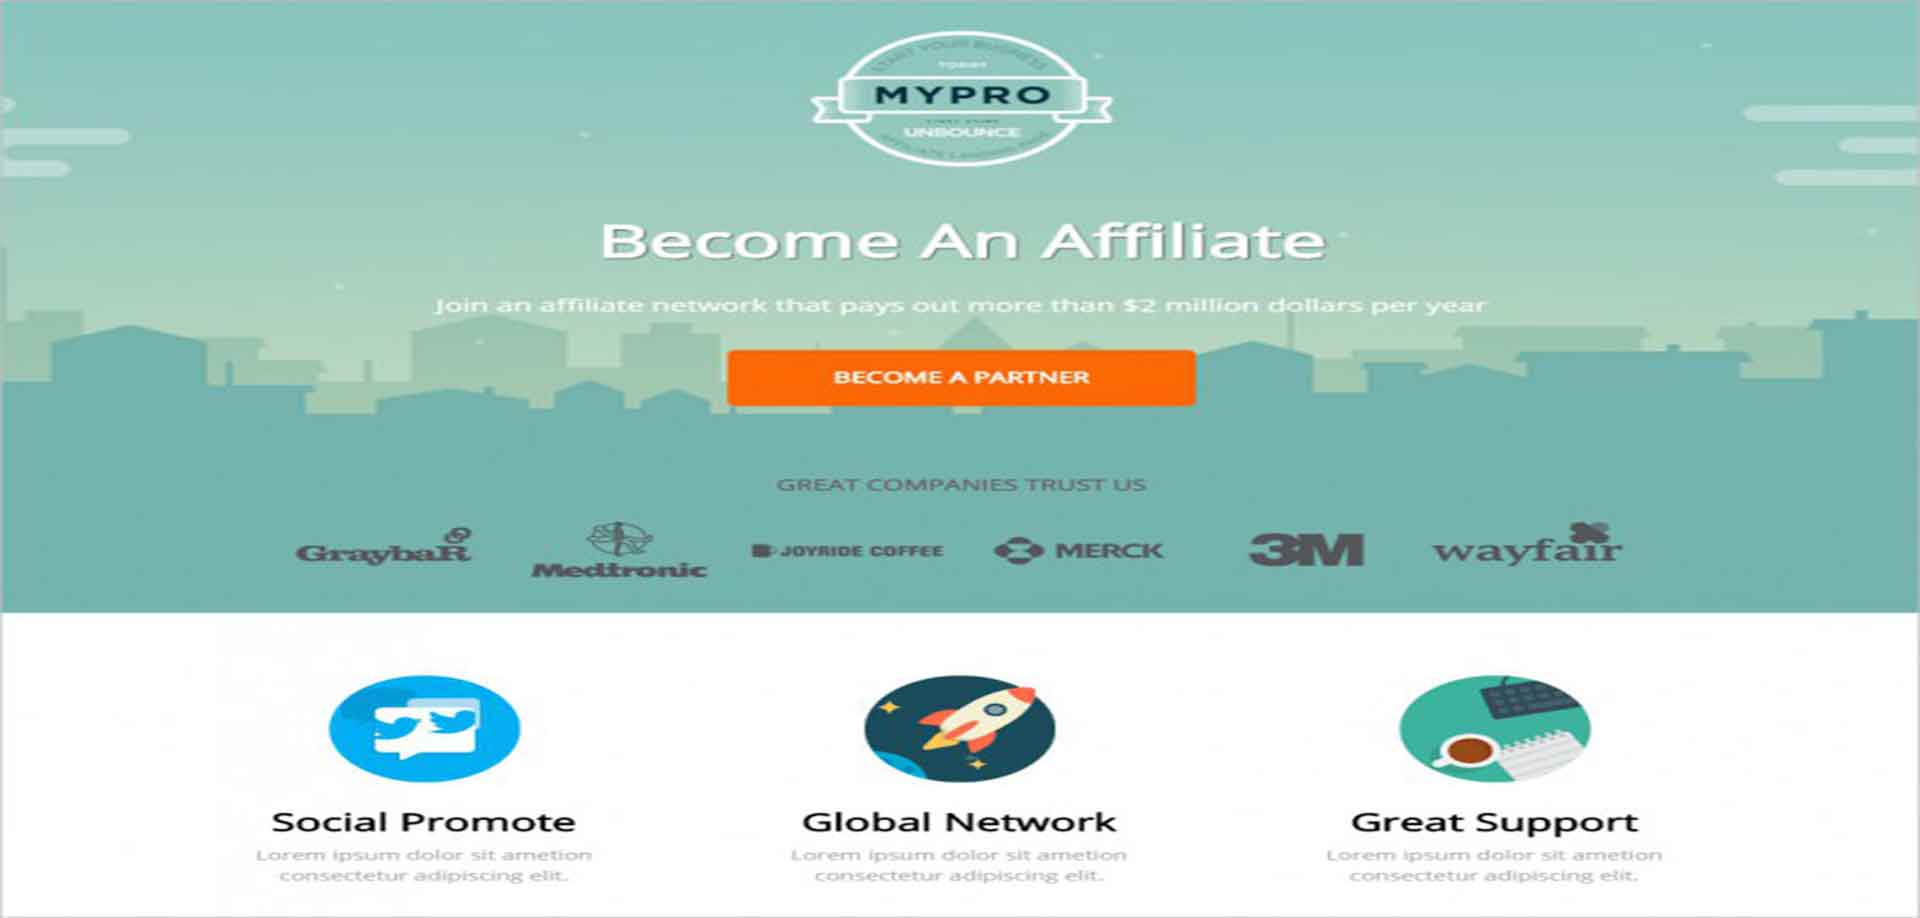 START YOUR BUSINESS
TODAY
MYPRO
UNBOUNCE
AFFILIATE LANDING PAGE
Become An Affiliate
Join an affiliate network that pays out more than $2 million dollars per year
BECOME A PARTNER
GREAT COMPANIES TRUST US
GraybaR
Medtronic
JOYRIDE COFFEE
MERCK
3M
wayfair
Social Promote
Global Network
Great Support
Lorem ipsum dolor sit ametion
consectetur adipiscing elit.
Lorem ipsum dolor sit ametion
consectetur adipiscing elit.
Lorem ipsum dolor sit ametion
consectetur adipiscing elit.